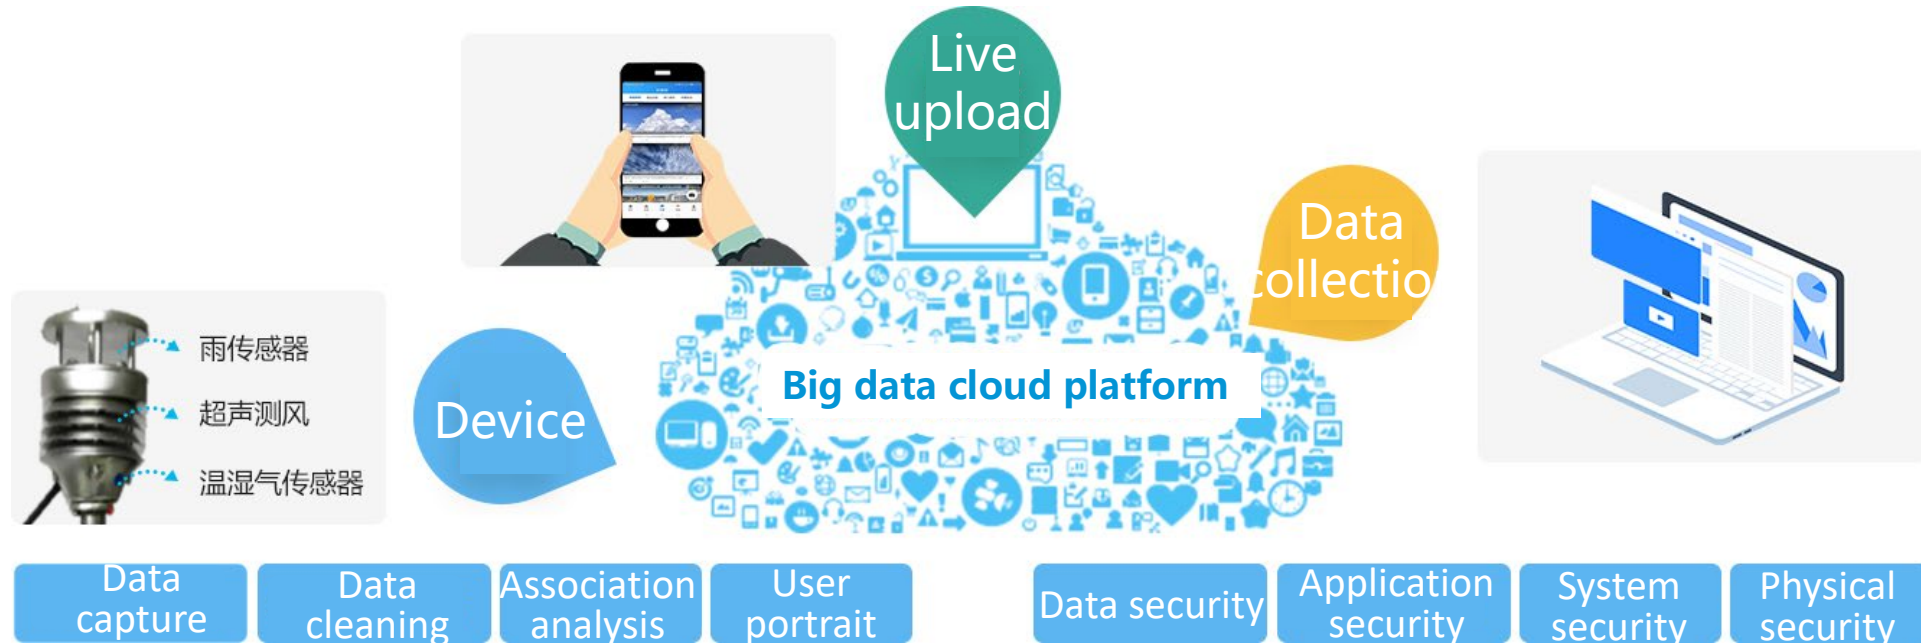 Live
upload
Data
collectio
雨传感器
超声测风
温湿气传感器
Device
Big data cloud platform
Data
capture
Data
cleaning
Association
analysis
User
portrait
Data security
Application
security
System
security
Physical
security